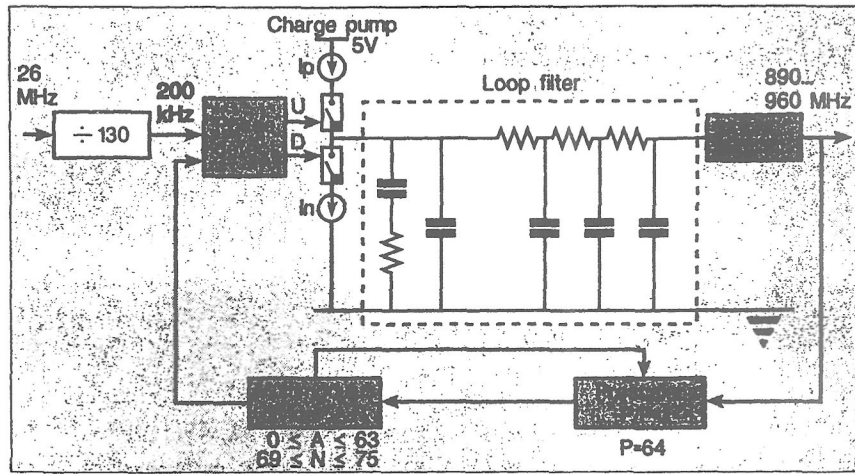 Charge pump
5V
Ip
26
MHz
÷ 130
200
kHz
U
D
In
Loop filter
890...
960 MHz
0 ≤ A ≤ 63
69 ≤ N ≤ 75
P=64